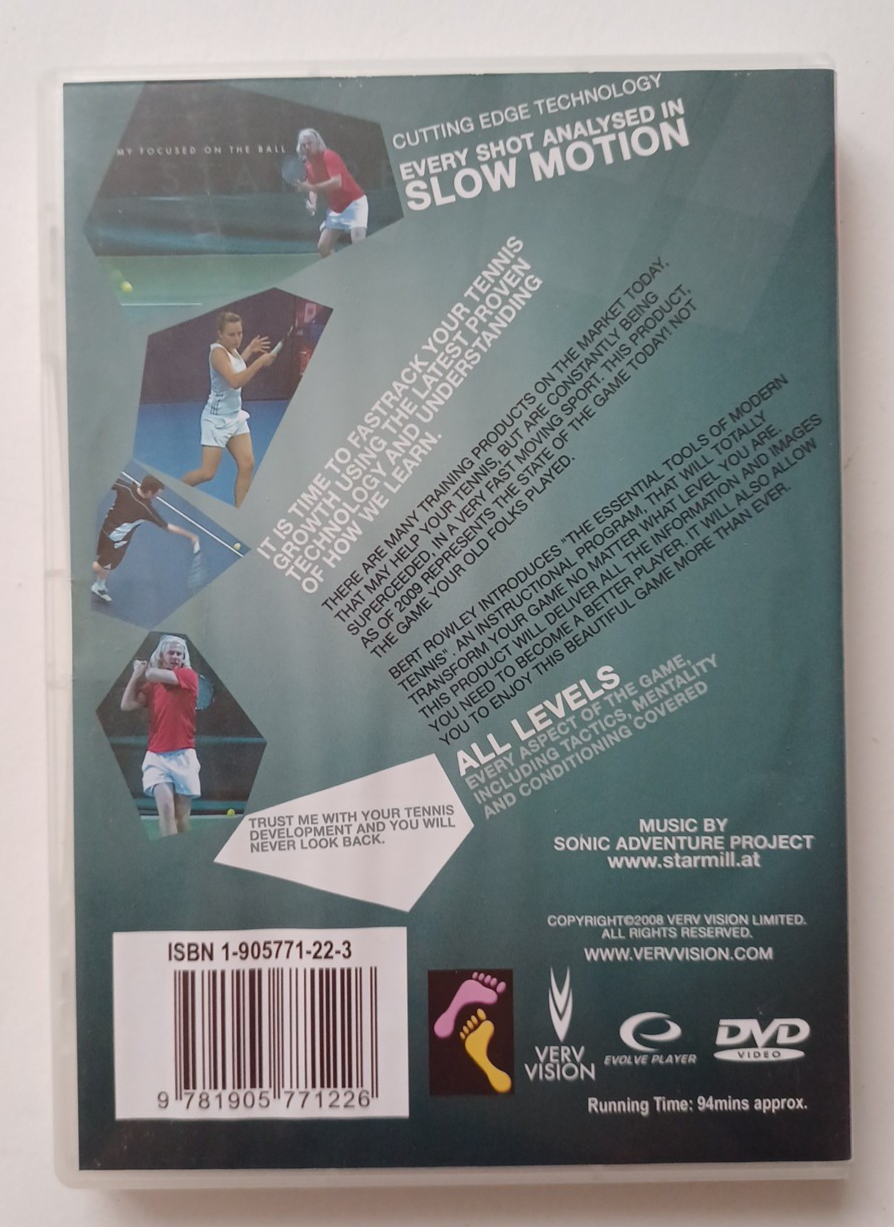 MY FOCUSED ON THE BALL
CUTTING EDGE TECHNOLOGY
EVERY SHOT ANALYSED IN
SLOW MOTION
IT IS TIME TO FASTRACK YOUR TENNIS
GROWTH USING THE LATEST PROVEN
TECHNOLOGY AND UNDERSTANDING
OF HOW WE LEARN.
THERE ARE MANY TRAINING PRODUCTS ON THE MARKET TODAY,
THAT MAY HELP YOUR TENNIS, BUT ARE CONSTANTLY BEING
SUPERCEEDED, IN A VERY FAST MOVING SPORT. THIS PRODUCT,
AS OF 2009 REPRESENTS THE STATE OF THE GAME TODAY! NOT
THE GAME YOUR OLD FOLKS PLAYED.
BERT ROWLEY INTRODUCES "THE ESSENTIAL TOOLS OF MODERN
TENNIS". AN INSTRUCTIONAL PROGRAM, THAT WILL TOTALLY
TRANSFORM YOUR GAME NO MATTER WHAT LEVEL YOU ARE.
THIS PRODUCT WILL DELIVER ALL THE INFORMATION AND IMAGES
YOU NEED TO BECOME A BETTER PLAYER. IT WILL ALSO ALLOW
YOU TO ENJOY THIS BEAUTIFUL GAME MORE THAN EVER.
ALL LEVELS
EVERY ASPECT OF THE GAME,
INCLUDING TACTICS, MENTALITY
AND CONDITIONING COVERED
TRUST ME WITH YOUR TENNIS
DEVELOPMENT AND YOU WILL
NEVER LOOK BACK.
MUSIC BY
SONIC ADVENTURE PROJECT
www.starmill.at
COPYRIGHT©2008 VERV VISION LIMITED.
ALL RIGHTS RESERVED.
WWW.VERVVISION.COM
ISBN 1-905771-22-3
9 781905 771226
VERV
VISION
EVOLVE PLAYER
DVD
VIDEO
Running Time: 94mins approx.